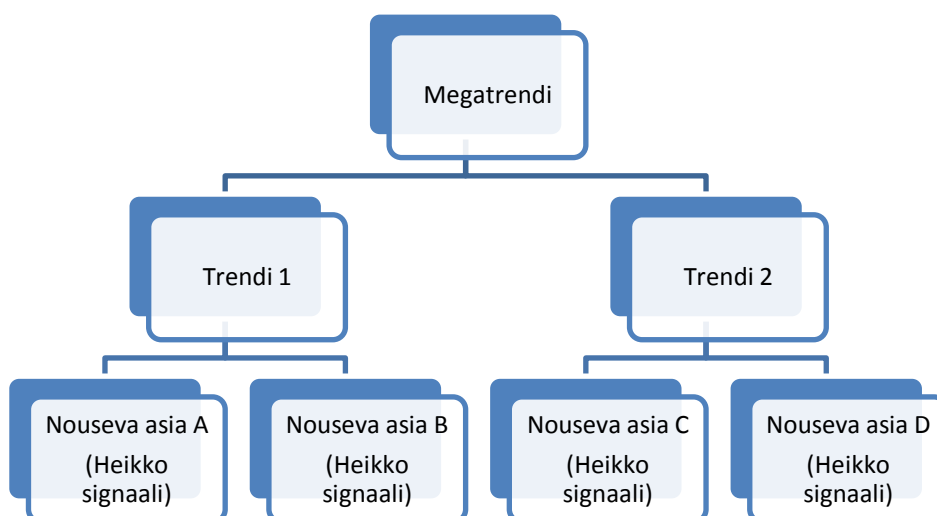 Megatrendi
Trendi 1
Trendi 2
Nouseva asia A
(Heikko
signaali)
Nouseva asia B
(Heikko
signaali)
Nouseva asia C
(Heikko
signaali)
Nouseva asia D
(Heikko
signaali)